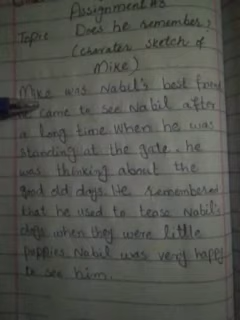 Assignment #3
Topic Does he remember?
(charater sketch of
Mike)
Mike was Nabil's best friend
He came to see Nabil after
a long time when he was
standing at the gate. he
was thinking about the
good old days. He remembered
that he used to tease Nabil's
dogs when they were little
puppies. Nabil was very happy
to see him.